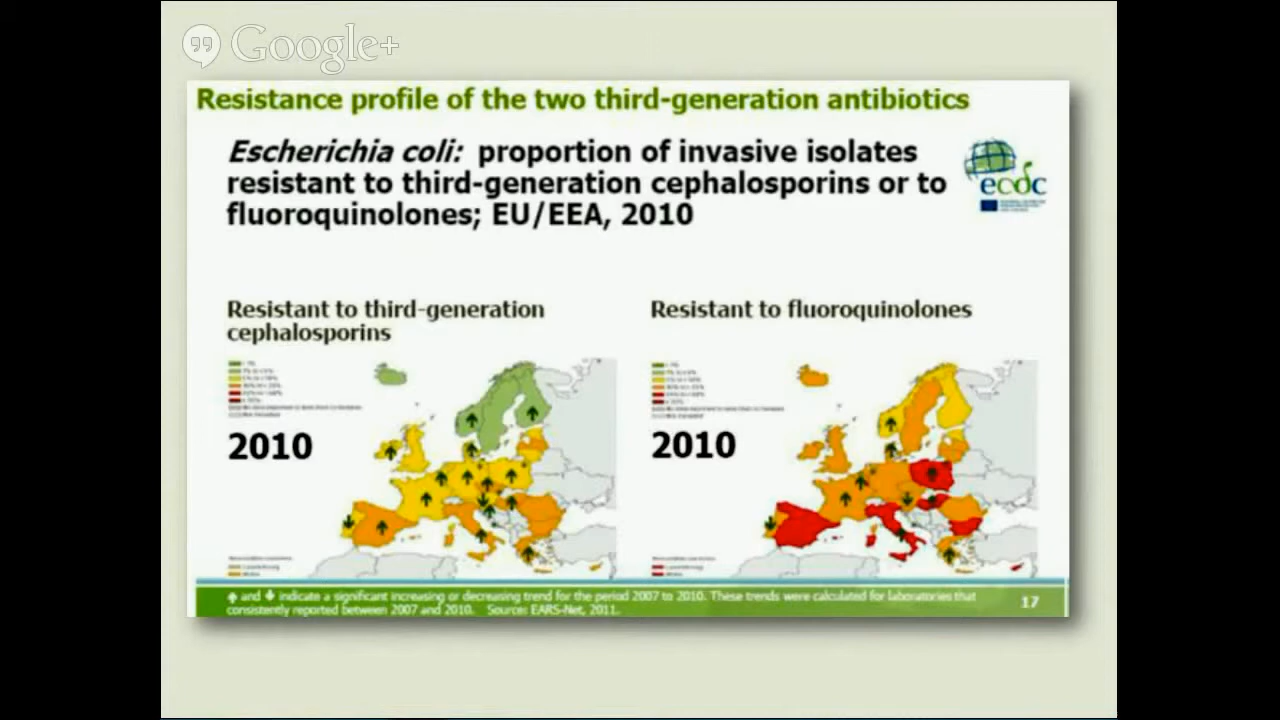 Google+
Resistance profile of the two third-generation antibiotics
Escherichia coli: proportion of invasive isolates
resistant to third-generation cephalosporins or to
fluoroquinolones; EU/EEA, 2010
ecdc
Resistant to third-generation
cephalosporins
2010
Resistant to fluoroquinolones
2010
↑ and ↓ indicate a significant increasing or decreasing trend for the period 2007 to 2010. These trends were calculated for laboratories that
consistently reported between 2007 and 2010. Source: EARS-Net, 2011.
17